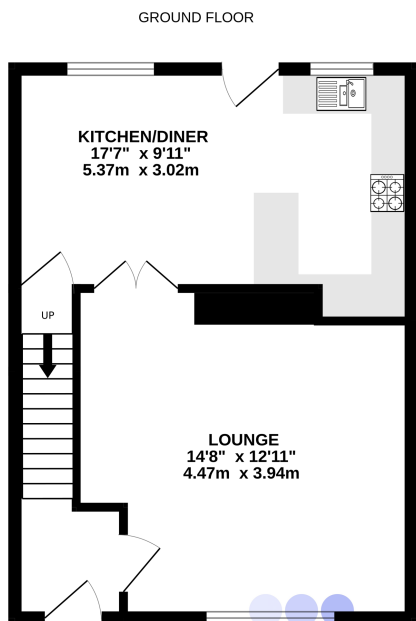 GROUND FLOOR
KITCHEN/DINER
17'7" x 9'11"
5.37m x 3.02m
UP
LOUNGE
14'8" x 12'11"
4.47m x 3.94m